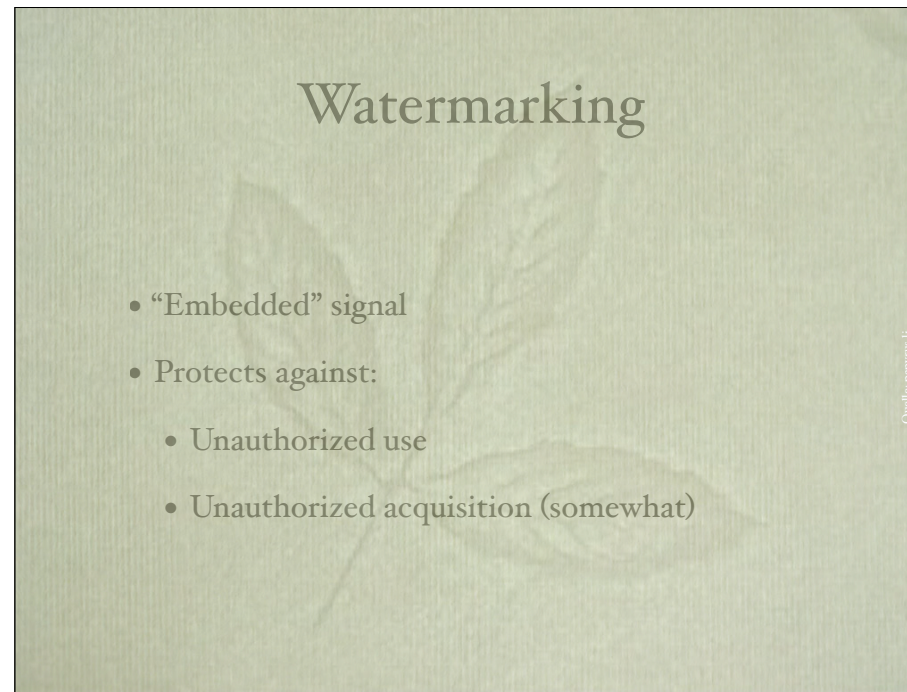 Watermarking
• “Embedded” signal
• Protects against:
• Unauthorized use
• Unauthorized acquisition (somewhat)